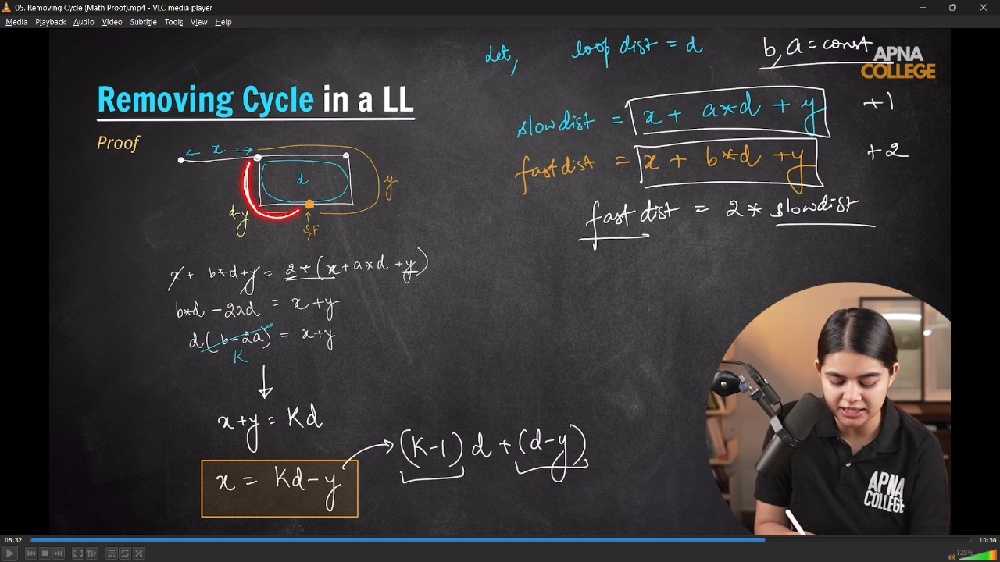 05. Removing Cycle (Math Proof).mp4 - VLC media player
Media Playback Audio Video Subtitle Tools View Help
Let, loop dist = d b, a = const
APNA
COLLEGE
Removing Cycle in a LL
slow dist = x + a*d + y +1
Proof
fast dist = x + b*d + y +2
x
d
y
d-y
S,F
fast dist = 2 * slow dist
x + b*d + y = 2*(x + a*d + y)
b*d - 2ad = x + y
d(b-2a) = x + y
K
x + y = Kd
x = Kd - y
(K-1) d + (d-y)
APNA
COLLEGE
08:32 10:56
125%